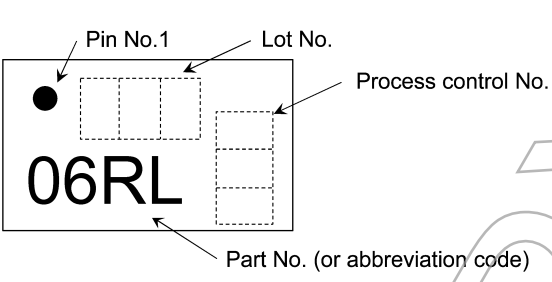 Pin No.1
Lot No.
Process control No.
06RL
Part No. (or abbreviation code)